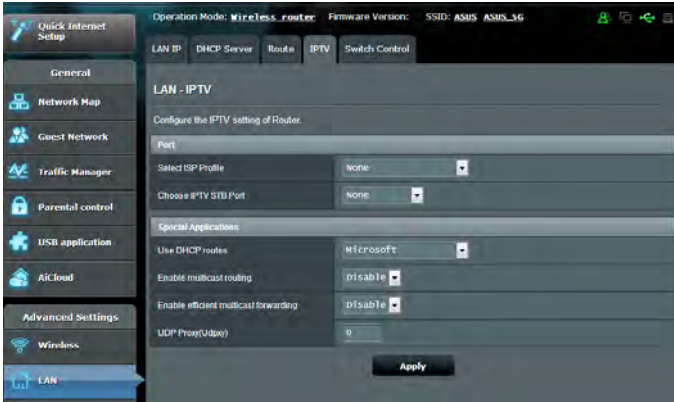 Quick Internet
Setup
Operation Mode: Wireless router Firmware Version: SSID: ASUS ASUS_5G
LAN IP DHCP Server Route IPTV Switch Control
General
Network Map
Guest Network
Traffic Manager
Parental control
USB application
AiCloud
Advanced Settings
Wireless
LAN
LAN - IPTV
Configure the IPTV setting of Router.
Port
Select ISP Profile None
Choose IPTV STB Port None
Special Applications
Use DHCP routes Microsoft
Enable multicast routing Disable
Enable efficient multicast forwarding Disable
UDP Proxy(Udpxy) 0
Apply